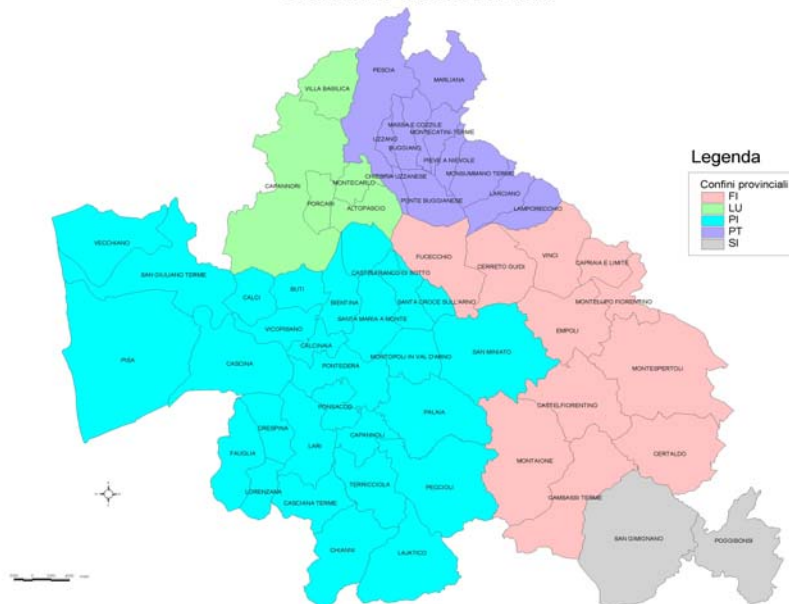 PESCIA
MARLIANA
VILLA BASILICA
MASSA E COZZILE
MONTECATINI TERME
UZZANO
BUGGIANO
PIEVE A NIEVOLE
MONSUMMANO TERME
CHIESINA UZZANESE
MONTECARLO
CAPANNORI
LARCIANO
PONTE BUGGIANESE
PORCARI
ALTOPASCIO
LAMPORECCHIO
Legenda
Confini provinciali
FI
LU
PI
PT
SI
VECCHIANO
SAN GIULIANO TERME
FUCECCHIO
CERRETO GUIDI
VINCI
CAPRAIA E LIMITE
CASTELFRANCO DI SOTTO
BUTI
CALCI
BIENTINA
SANTA CROCE SULL'ARNO
MONTELUPO FIORENTINO
SANTA MARIA A MONTE
VICOPISANO
EMPOLI
CALCINAIA
PISA
CASCINA
PONTEDERA
MONTOPOLI IN VAL D'ARNO
SAN MINIATO
MONTESPERTOLI
PONSACCO
CASTELFIORENTINO
PALAIA
CRESPINA
CAPANNOLI
LARI
FAUGLIA
MONTAIONE
CERTALDO
TERRICCIOLA
PECCIOLI
LORENZANA
CASCIANA TERME
GAMBASSI TERME
SAN GIMIGNANO
POGGIBONSI
CHIANNI
LAJATICO